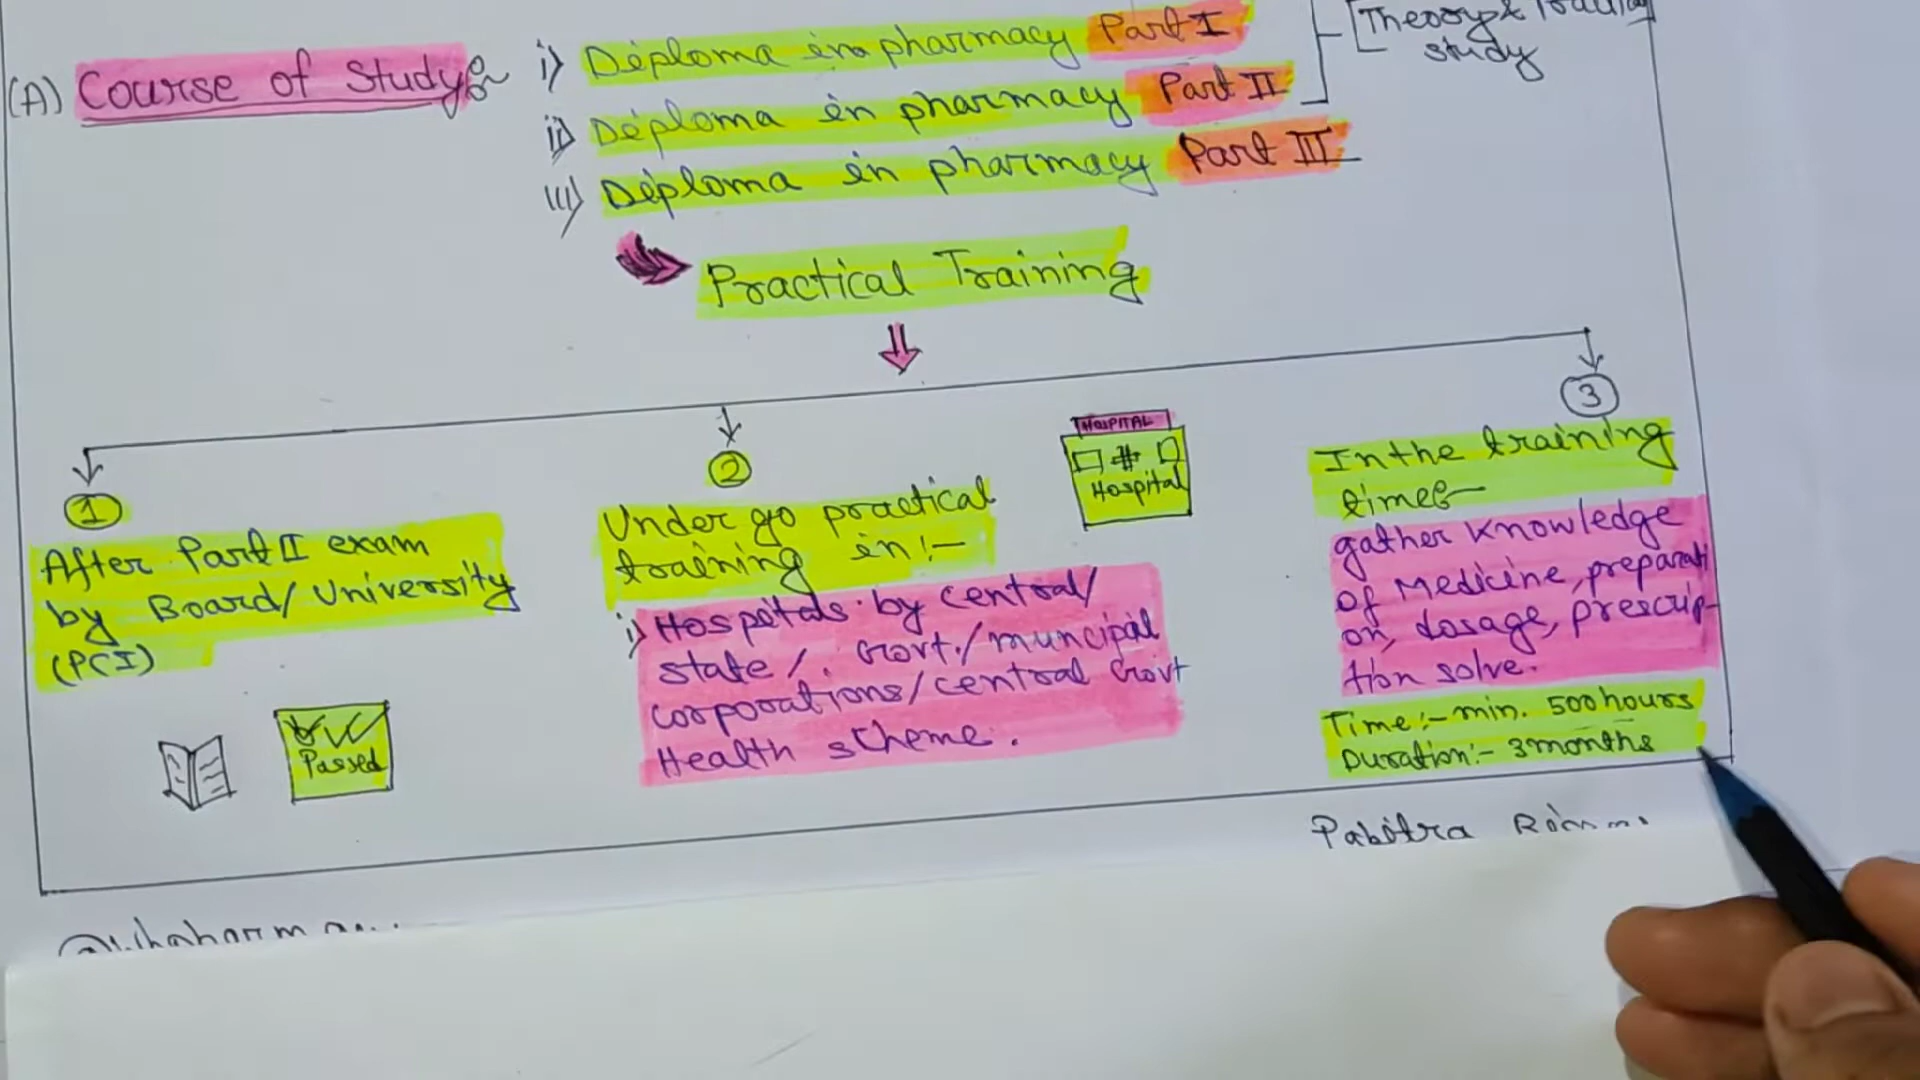 [Theory &
study
(A) Course of Study:
i) Diploma in pharmacy Part I
ii) Diploma in pharmacy Part II
iii) Diploma in pharmacy Part III
Practical Training
1
After Part II exam
by Board/University
(PCI)
Passed
2
Under go practical
training in:-
i) Hospitals by central/
state/. Govt./muncipal
corporations/central Govt
Health scheme.
HOSPITAL
Hospital
3
In the training
time:-
gather knowledge
of Medicine, preparati
on, dosage, prescrip-
tion solve.
Time:- min. 500 hours
Duration:- 3 months
Pabitra